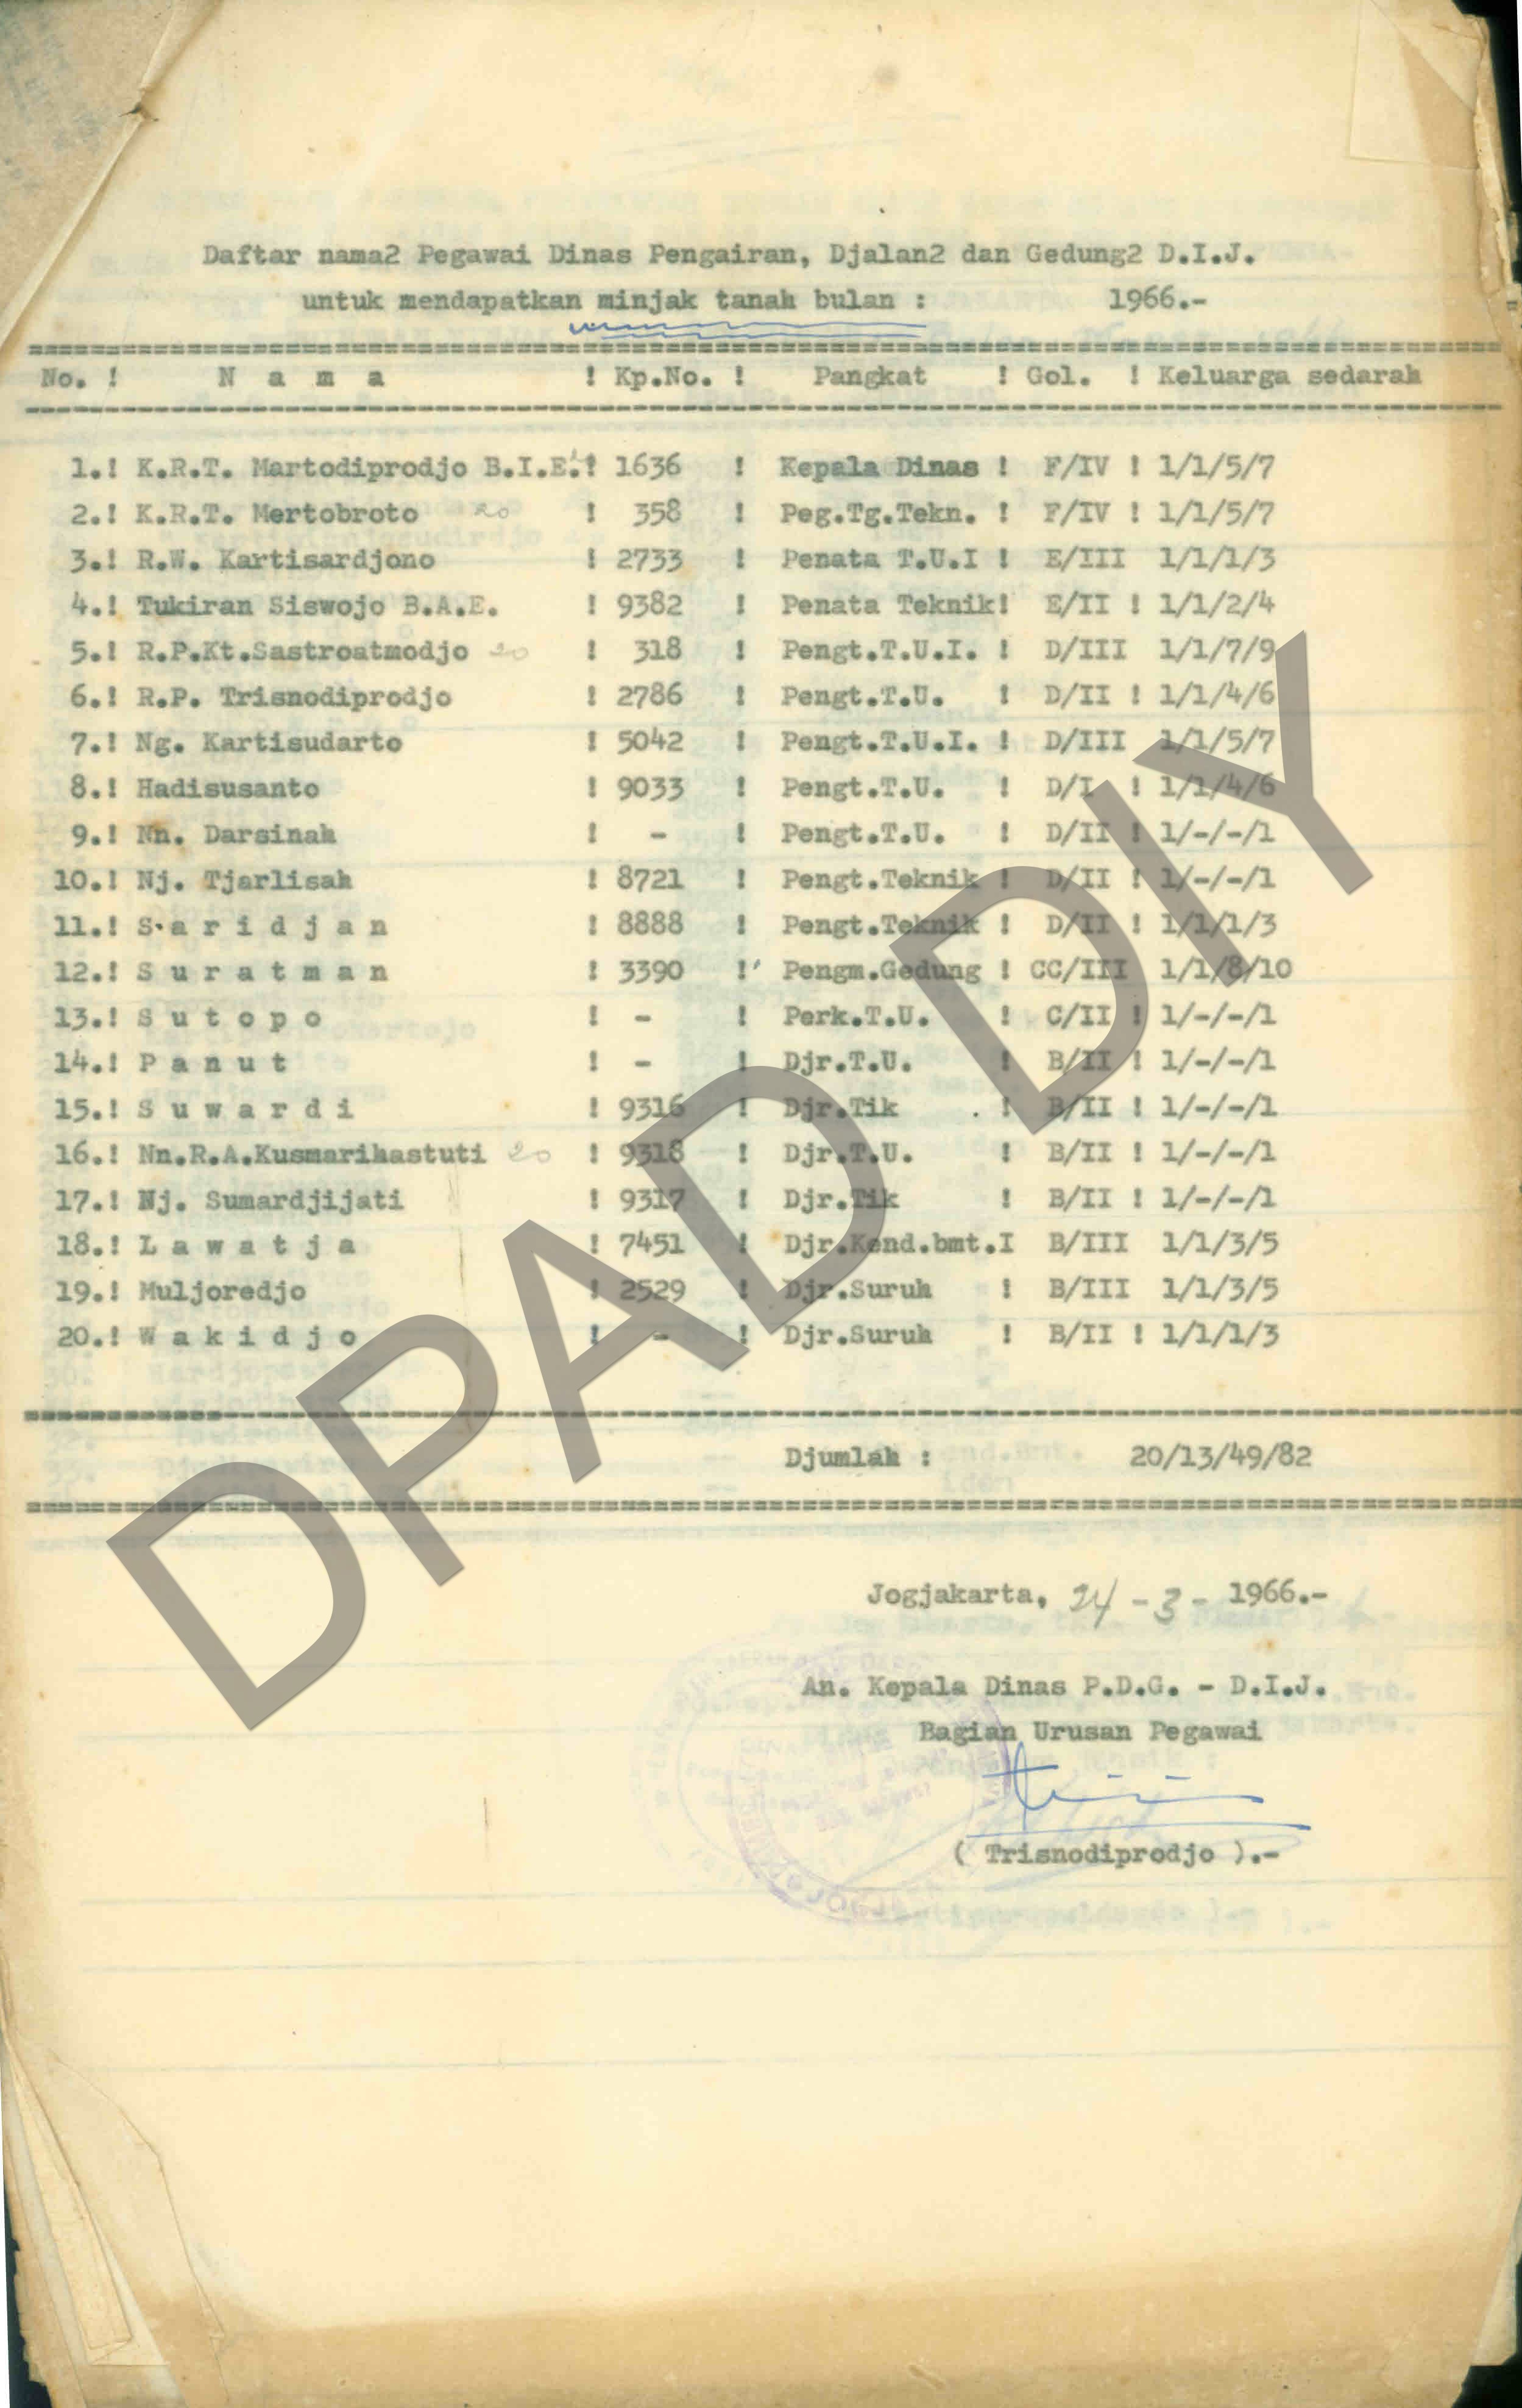 Daftar nama2 Pegawai Dinas Pengairan, Djalan2 dan Gedung2 D.I.J.
untuk mendapatkan minjak tanah bulan : 1966.-
No. ! N a m a ! Kp.No. ! Pangkat ! Gol. ! Keluarga sedarah
1.! K.R.T. Martodiprodjo B.I.E.! 1636 ! Kepala Dinas ! F/IV ! 1/1/5/7
2.! K.R.T. Mertobroto 20 ! 358 ! Peg.Tg.Tekn. ! F/IV ! 1/1/5/7
3.! R.W. Kartisardjono ! 2733 ! Penata T.U.I ! E/III 1/1/1/3
4.! Tukiran Siswojo B.A.E. ! 9382 ! Penata Teknik! E/II ! 1/1/2/4
5.! R.P.Kt.Sastroatmodjo 20 ! 318 ! Pengt.T.U.I. ! D/III 1/1/7/9
6.! R.P. Trisnodiprodjo ! 2786 ! Pengt.T.U. ! D/II ! 1/1/4/6
7.! Ng. Kartisudarto ! 5042 ! Pengt.T.U.I. ! D/III 1/1/5/7
8.! Hadisusanto ! 9033 ! Pengt.T.U. ! D/I ! 1/1/4/6
9.! Nn. Darsinah ! - ! Pengt.T.U. ! D/II ! 1/-/-/1
10.! Nj. Tjarlisah ! 8721 ! Pengt.Teknik ! D/II ! 1/-/-/1
11.! S a r i d j a n ! 8888 ! Pengt.Teknik ! D/II ! 1/1/1/3
12.! S u r a t m a n ! 3390 ! Pengm.Gedung ! CC/III 1/1/8/10
13.! S u t o p o ! - ! Perk.T.U. ! C/II ! 1/-/-/1
14.! P a n u t ! - ! Djr.T.U. ! B/II ! 1/-/-/1
15.! S u w a r d i ! 9316 ! Djr.Tik . ! B/II ! 1/-/-/1
16.! Nn.R.A.Kusmarihastuti 20 ! 9318 ! Djr.T.U. ! B/II ! 1/-/-/1
17.! Nj. Sumardjijati ! 9317 ! Djr.Tik ! B/II ! 1/-/-/1
18.! L a w a t j a ! 7451 ! Djr.Kend.bmt.I B/III 1/1/3/5
19.! Muljoredjo ! 2529 ! Djr.Suruh ! B/III 1/1/3/5
20.! W a k i d j o ! - ! Djr.Suruh ! B/II ! 1/1/1/3
Djumlah : 20/13/49/82
Jogjakarta, 24 - 3 - 1966.-
An. Kepala Dinas P.D.G. - D.I.J.
Bagian Urusan Pegawai
( Trisnodiprodjo ).-
DPAD DIY